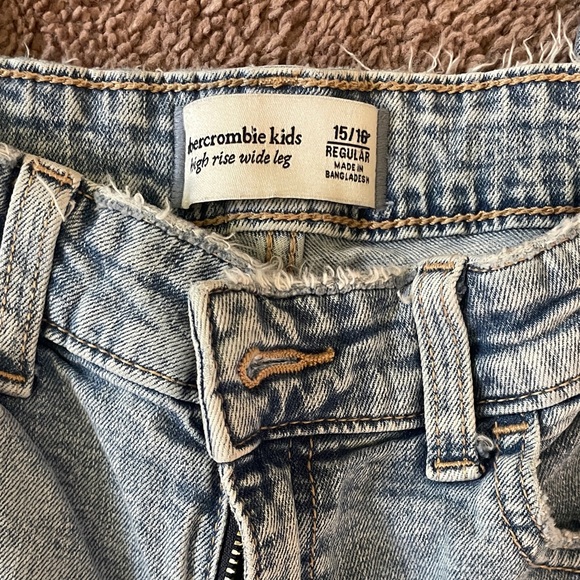 abercrombie kids
high rise wide leg
15/16
REGULAR
MADE IN
BANGLADESH